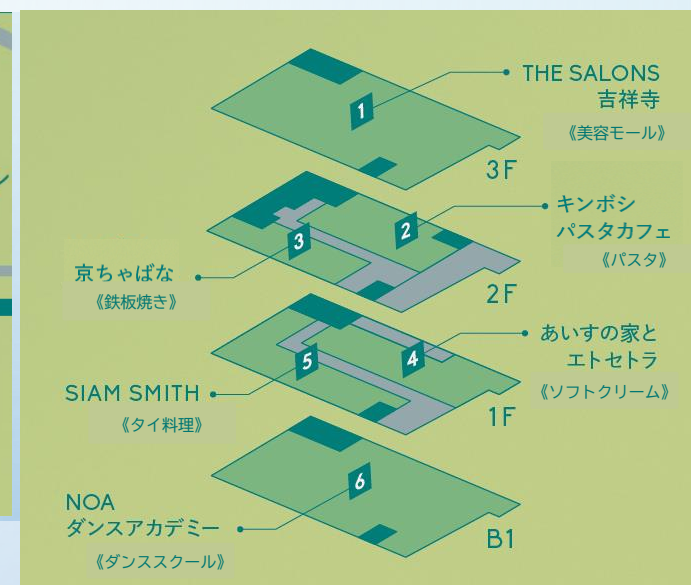 1
THE SALONS
吉祥寺
《美容モール》
3F
2
キンボシ
パスタカフェ
《パスタ》
3
京ちゃばな
《鉄板焼き》
2F
4
あいすの家と
エトセトラ
《ソフトクリーム》
5
SIAM SMITH
《タイ料理》
1F
6
NOA
ダンスアカデミー
《ダンススクール》
B1